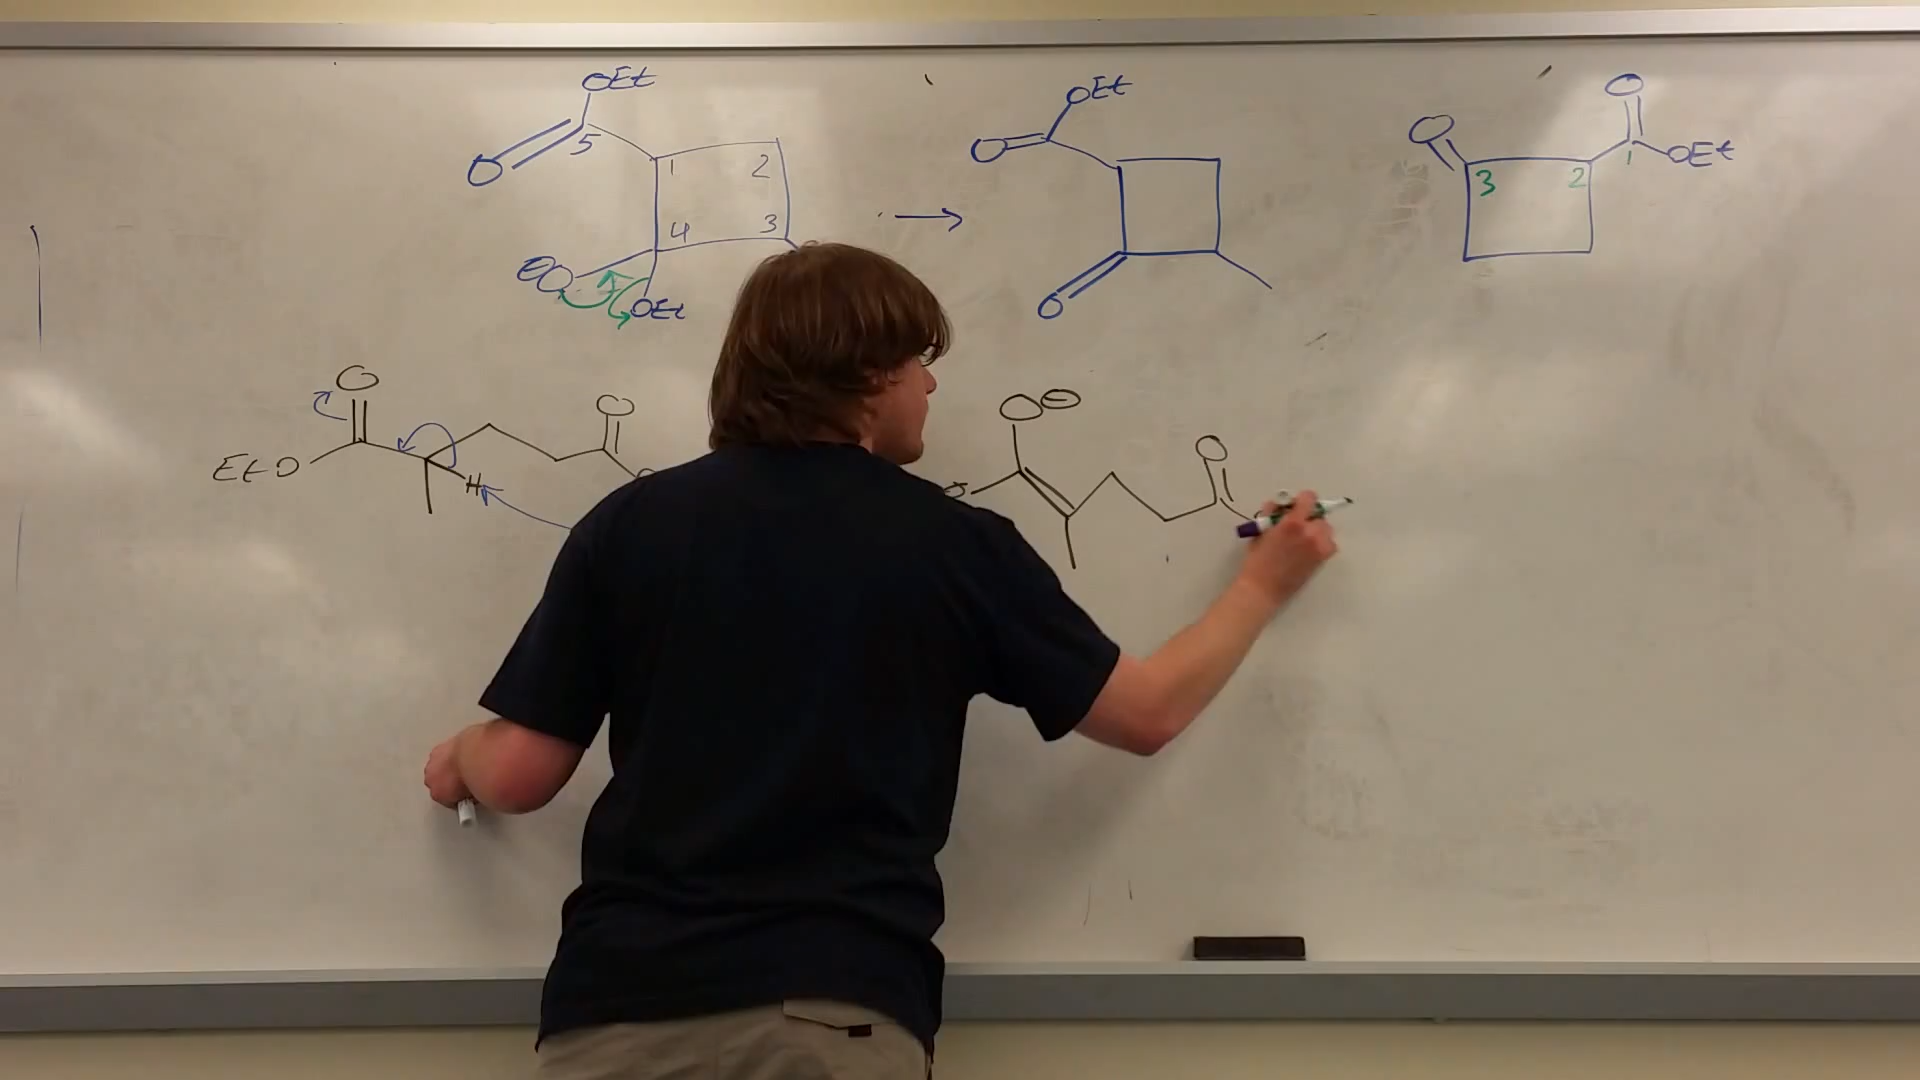 OEt
O 5 1 2
4 3
⊖O OEt
OEt
O
O
O O
3 2 1 OEt
O O
EtO H
O⊖ O